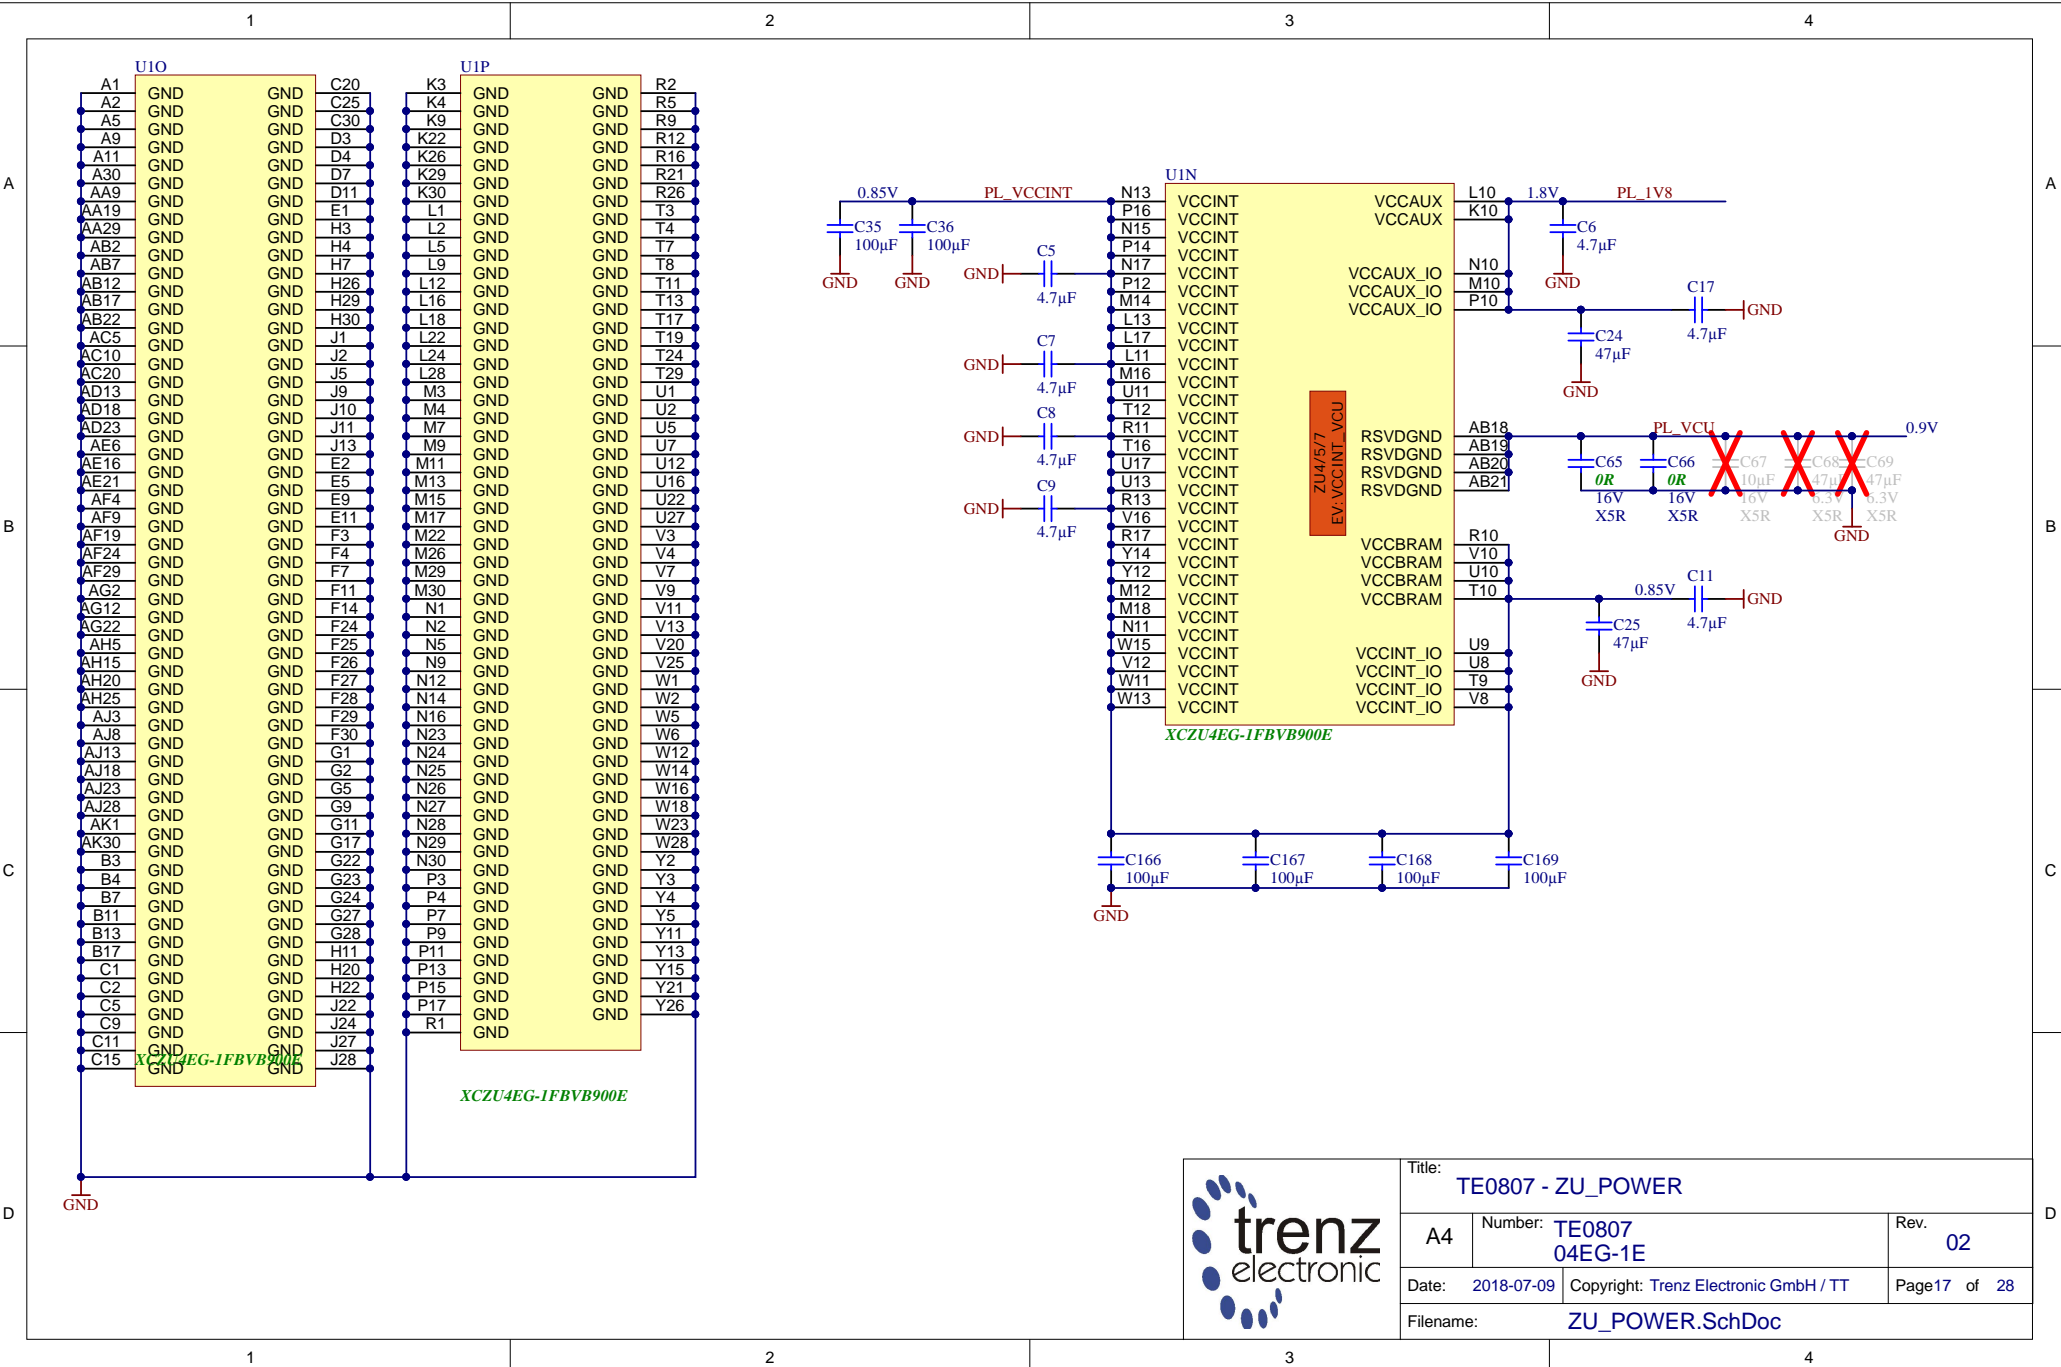 1 2 3 4
A
B
C
D
U1O
A1 GND GND C20
A2 GND GND C25
A5 GND GND C30
A9 GND GND D3
A11 GND GND D4
A30 GND GND D7
AA9 GND GND D11
AA19 GND GND E1
AA29 GND GND H3
AB2 GND GND H4
AB7 GND GND H7
AB12 GND GND H26
AB17 GND GND H29
AB22 GND GND H30
AC5 GND GND J1
AC10 GND GND J2
AC20 GND GND J5
AD13 GND GND J9
AD18 GND GND J10
AD23 GND GND J11
AE6 GND GND J13
AE16 GND GND E2
AE21 GND GND E5
AF4 GND GND E9
AF9 GND GND E11
AF19 GND GND F3
AF24 GND GND F4
AF29 GND GND F7
AG2 GND GND F11
AG12 GND GND F14
AG22 GND GND F24
AH5 GND GND F25
AH15 GND GND F26
AH20 GND GND F27
AH25 GND GND F28
AJ3 GND GND F29
AJ8 GND GND F30
AJ13 GND GND G1
AJ18 GND GND G2
AJ23 GND GND G5
AJ28 GND GND G9
AK1 GND GND G11
AK30 GND GND G17
B3 GND GND G22
B4 GND GND G23
B7 GND GND G24
B11 GND GND G27
B13 GND GND G28
B17 GND GND H11
C1 GND GND H20
C2 GND GND H22
C5 GND GND J22
C9 GND GND J24
C11 GND GND J27
C15 GND GND J28
XCZU4EG-1FBVB900E
GND
U1P
K3 GND GND R2
K4 GND GND R5
K9 GND GND R9
K22 GND GND R12
K26 GND GND R16
K29 GND GND R21
K30 GND GND R26
L1 GND GND T3
L2 GND GND T4
L5 GND GND T7
L9 GND GND T8
L12 GND GND T11
L16 GND GND T13
L18 GND GND T17
L22 GND GND T19
L24 GND GND T24
L28 GND GND T29
M3 GND GND U1
M4 GND GND U2
M7 GND GND U5
M9 GND GND U7
M11 GND GND U12
M13 GND GND U16
M15 GND GND U22
M17 GND GND U27
M22 GND GND V3
M26 GND GND V4
M29 GND GND V7
M30 GND GND V9
N1 GND GND V11
N2 GND GND V13
N5 GND GND V20
N9 GND GND V25
N12 GND GND W1
N14 GND GND W2
N16 GND GND W5
N23 GND GND W6
N24 GND GND W12
N25 GND GND W14
N26 GND GND W16
N27 GND GND W18
N28 GND GND W23
N29 GND GND W28
N30 GND GND Y2
P3 GND GND Y3
P4 GND GND Y4
P7 GND GND Y5
P9 GND GND Y11
P11 GND GND Y13
P13 GND GND Y15
P15 GND GND Y21
P17 GND GND Y26
R1 GND
XCZU4EG-1FBVB900E
0.85V PL_VCCINT
C35
100µF
GND
C36
100µF
GND
C5
GND
4.7µF
C7
GND
4.7µF
C8
GND
4.7µF
C9
GND
4.7µF
U1N
N13 VCCINT
P16 VCCINT
N15 VCCINT
P14 VCCINT
N17 VCCINT
P12 VCCINT
M14 VCCINT
L13 VCCINT
L17 VCCINT
L11 VCCINT
M16 VCCINT
U11 VCCINT
T12 VCCINT
R11 VCCINT
T16 VCCINT
U17 VCCINT
U13 VCCINT
R13 VCCINT
V16 VCCINT
R17 VCCINT
Y14 VCCINT
Y12 VCCINT
M12 VCCINT
M18 VCCINT
N11 VCCINT
W15 VCCINT
V12 VCCINT
W11 VCCINT
W13 VCCINT
ZU4/5/7
EV: VCCINT_VCU
VCCAUX L10
VCCAUX K10
VCCAUX_IO N10
VCCAUX_IO M10
VCCAUX_IO P10
RSVDGND AB18
RSVDGND AB19
RSVDGND AB20
RSVDGND AB21
VCCBRAM R10
VCCBRAM V10
VCCBRAM U10
VCCBRAM T10
VCCINT_IO U9
VCCINT_IO U8
VCCINT_IO T9
VCCINT_IO V8
XCZU4EG-1FBVB900E
1.8V PL_1V8
C6
4.7µF
GND
C17
GND
4.7µF
C24
47µF
GND
PL_VCU 0.9V
C65
0R
16V
X5R
C66
0R
16V
X5R
C67
10µF
16V
X5R
C68
47µF
6.3V
X5R
C69
47µF
6.3V
X5R
GND
0.85V
C11
GND
4.7µF
C25
47µF
GND
C166
100µF
C167
100µF
C168
100µF
C169
100µF
GND
trenz
electronic
Title:
TE0807 - ZU_POWER
A4
Number: TE0807
04EG-1E
Rev.
02
Date: 2018-07-09
Copyright: Trenz Electronic GmbH / TT
Page17 of 28
Filename: ZU_POWER.SchDoc
A
B
C
D
1 2 3 4